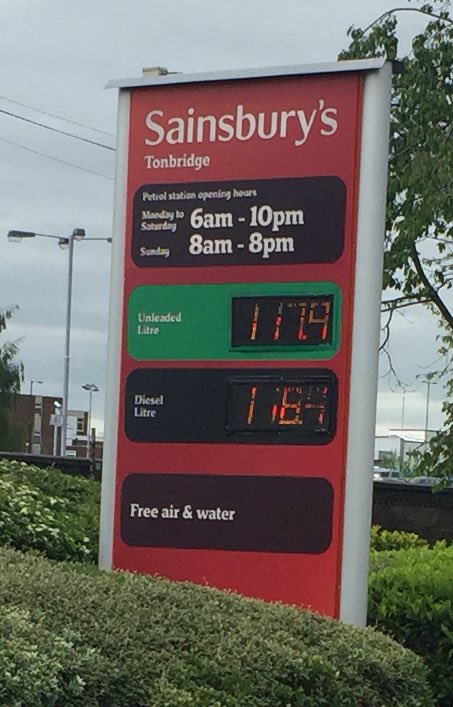 Sainsbury's
Tonbridge
Petrol station opening hours
Monday to
Saturday
6am - 10pm
Sunday
8am - 8pm
Unleaded
Litre
117.9
Diesel
Litre
Free air & water